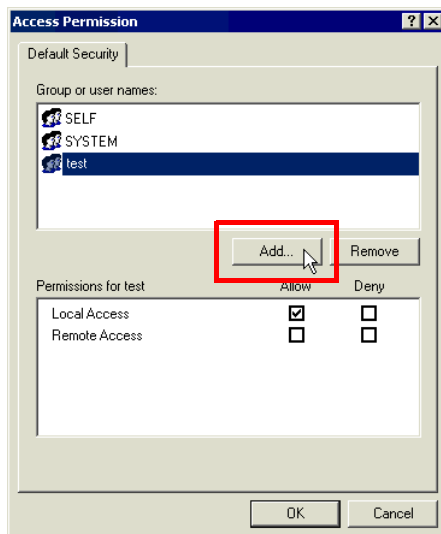 Access Permission
Default Security
Group or user names:
SELF
SYSTEM
test
Add... Remove
Permissions for test Allow Deny
Local Access
Remote Access
OK Cancel